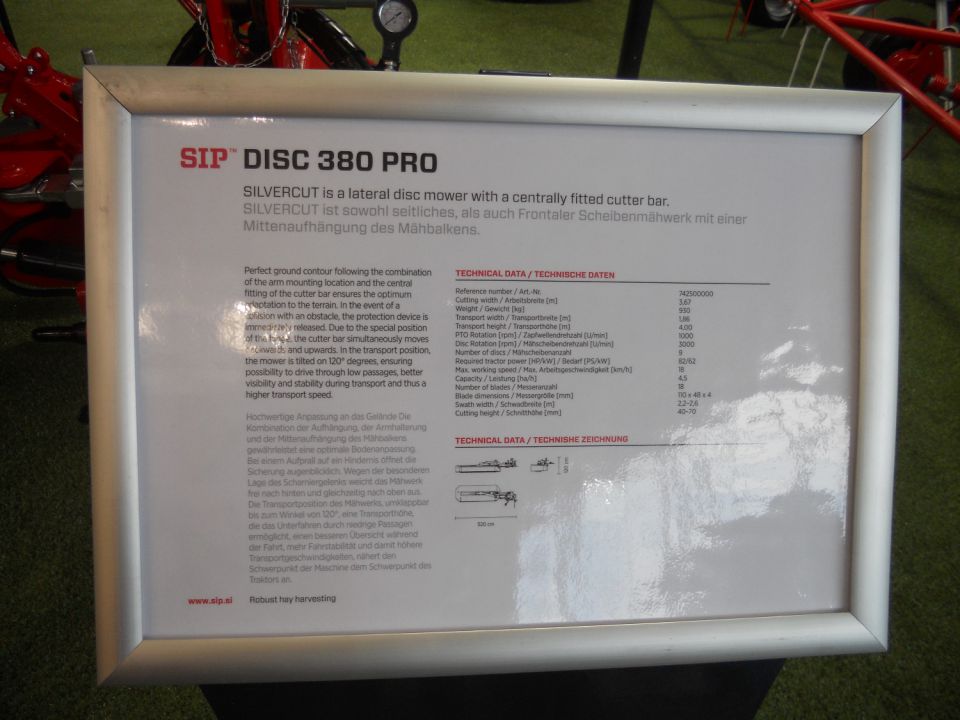 SIP™ DISC 380 PRO
SILVERCUT is a lateral disc mower with a centrally fitted cutter bar.
SILVERCUT ist sowohl seitliches, als auch Frontaler Scheibenmähwerk mit einer
Mittenaufhängung des Mähbalkens.
Perfect ground contour following the combination
of the arm mounting location and the central
fitting of the cutter bar ensures the optimum
adaptation to the terrain. In the event of a
collision with an obstacle, the protection device is
immediately released. Due to the special position
of the hinge, the cutter bar simultaneously moves
backwards and upwards. In the transport position,
the mower is tilted on 120° degrees, ensuring
possibility to drive through low passages, better
visibility and stability during transport and thus a
higher transport speed.
Hochwertige Anpassung an das Gelände Die
Kombination der Aufhängung, der Armhalterung
und der Mittenaufhängung des Mähbalkens
gewährleistet eine optimale Bodenanpassung.
Bei einem Aufprall auf ein Hindernis öffnet die
Sicherung augenblicklich. Wegen der besonderen
Lage des Scharniergelenks weicht das Mähwerk
frei nach hinten und gleichzeitig nach oben aus.
Die Transportposition des Mähwerks, umklappbar
bis zum Winkel von 120°, eine Transporthöhe,
die das Unterfahren durch niedrige Passagen
ermöglicht, einen besseren Übersicht während
der Fahrt, mehr Fahrstabilität und damit höhere
Transportgeschwindigkeiten, nähert den
Schwerpunkt der Maschine dem Schwerpunkt des
Traktors an.
TECHNICAL DATA / TECHNISCHE DATEN
Reference number / Art.-Nr. 742500000
Cutting width / Arbeitsbreite [m] 3,67
Weight / Gewicht [kg] 930
Transport width / Transportbreite [m] 1,86
Transport height / Transporthöhe [m] 4,00
PTO Rotation [rpm] / Zapfwellendrehzahl [U/min] 1000
Disc Rotation [rpm] / Mähscheibendrehzahl [U/min] 3000
Number of discs / Mähscheibenanzahl 9
Required tractor power [HP/kW] / Bedarf [PS/kW] 82/62
Max. working speed / Max. Arbeitsgeschwindigkeit [km/h] 18
Capacity / Leistung [ha/h] 4,5
Number of blades / Messeranzahl 18
Blade dimensions / Messergröße [mm] 110 x 48 x 4
Swath width / Schwadbreite [m] 2,2-2,6
Cutting height / Schnitthöhe [mm] 40-70
TECHNICAL DATA / TECHNISHE ZEICHNUNG
120 cm
520 cm
www.sip.si Robust hay harvesting